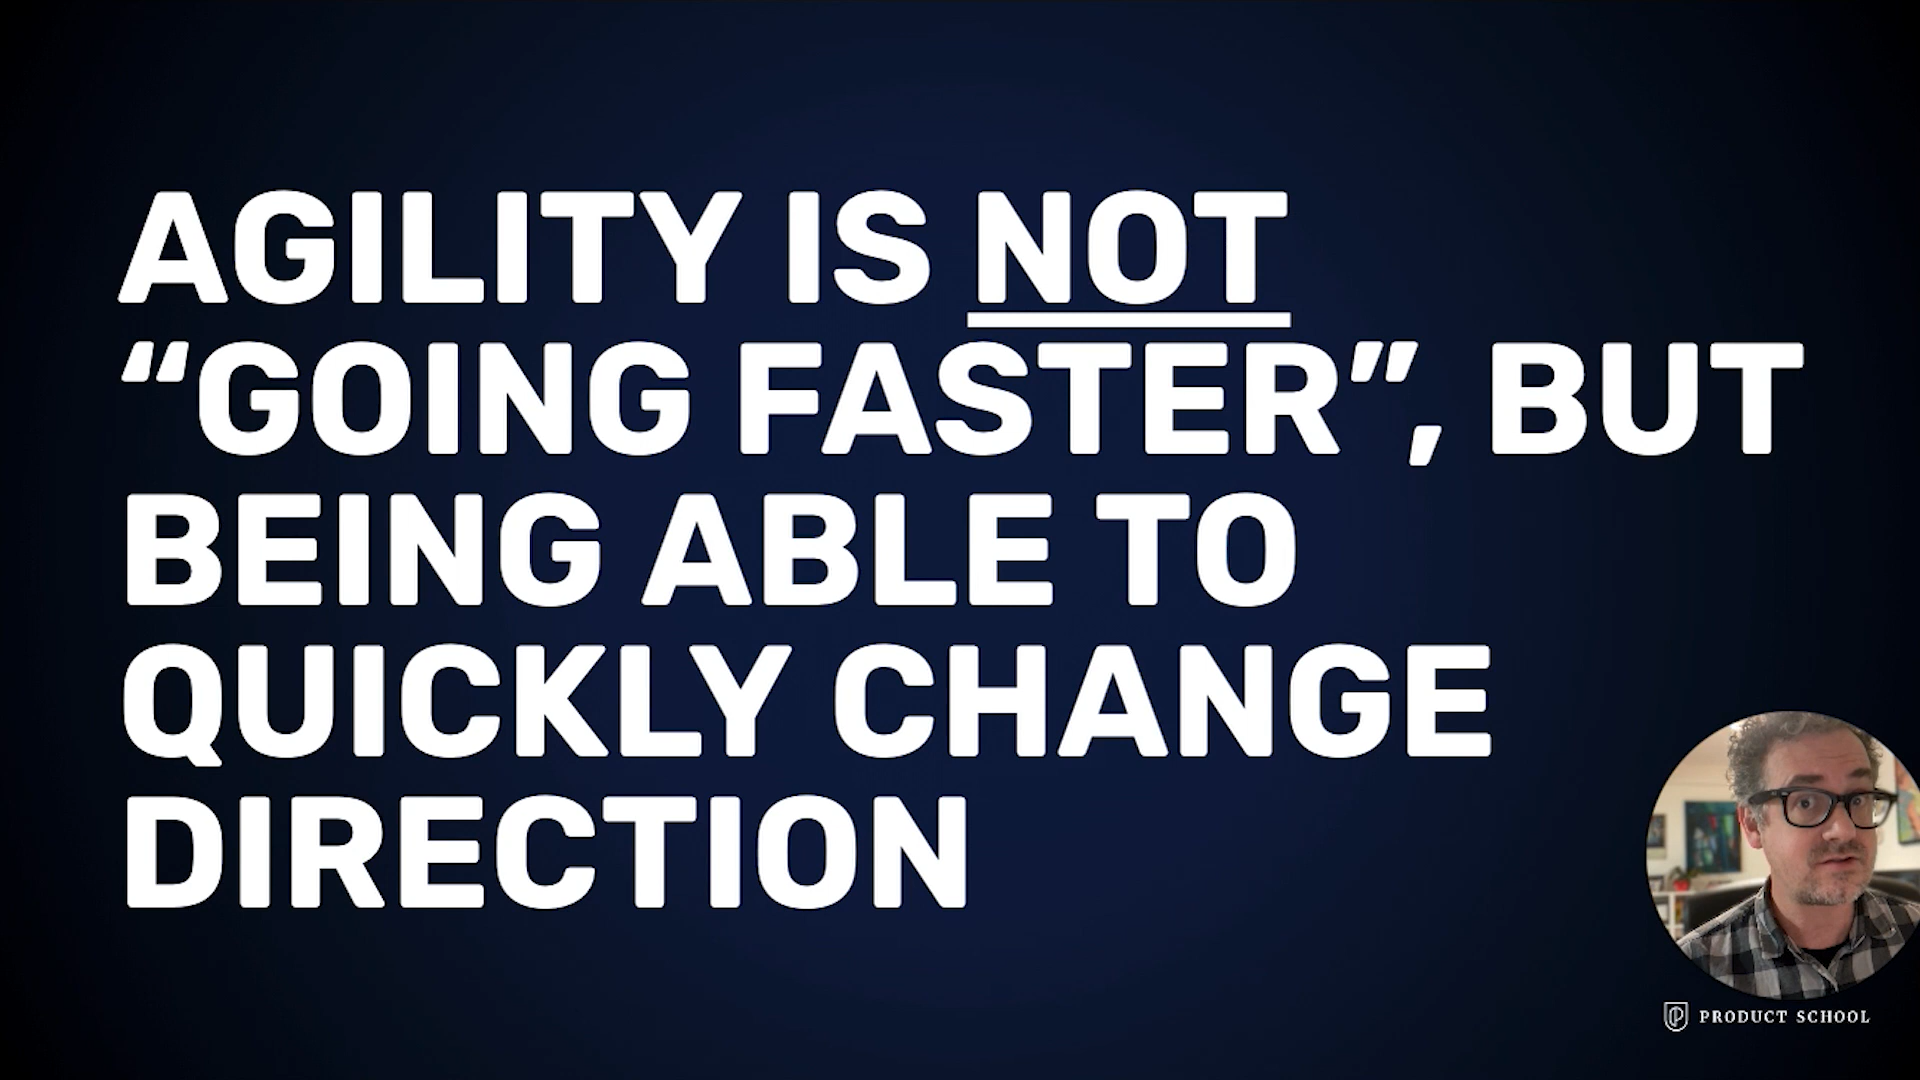 AGILITY IS NOT
“GOING FASTER”, BUT
BEING ABLE TO
QUICKLY CHANGE
DIRECTION
PRODUCT SCHOOL